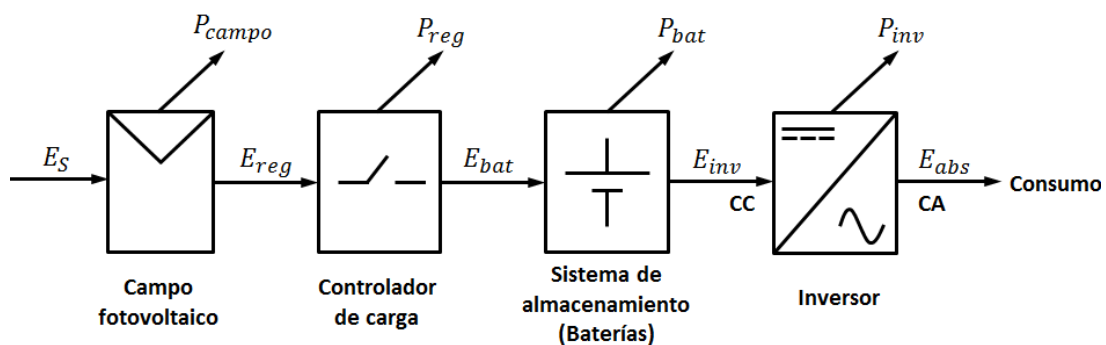 P_campo
P_reg
P_bat
P_inv
E_S
E_reg
E_bat
E_inv
E_abs
CC
CA
Consumo
Campo
fotovoltaico
Controlador
de carga
Sistema de
almacenamiento
(Baterías)
Inversor